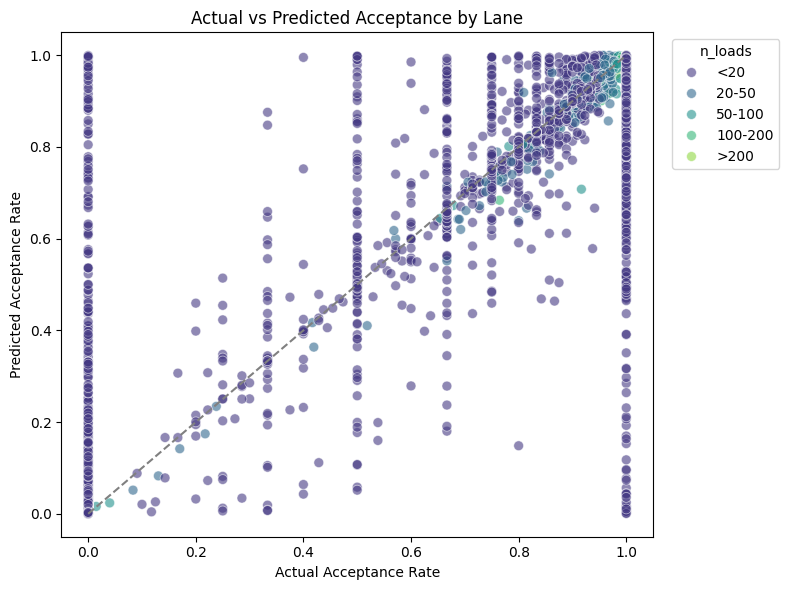 Actual vs Predicted Acceptance by Lane
n_loads
<20
20-50
50-100
100-200
>200
Predicted Acceptance Rate
1.0
0.8
0.6
0.4
0.2
0.0
0.0 0.2 0.4 0.6 0.8 1.0
Actual Acceptance Rate